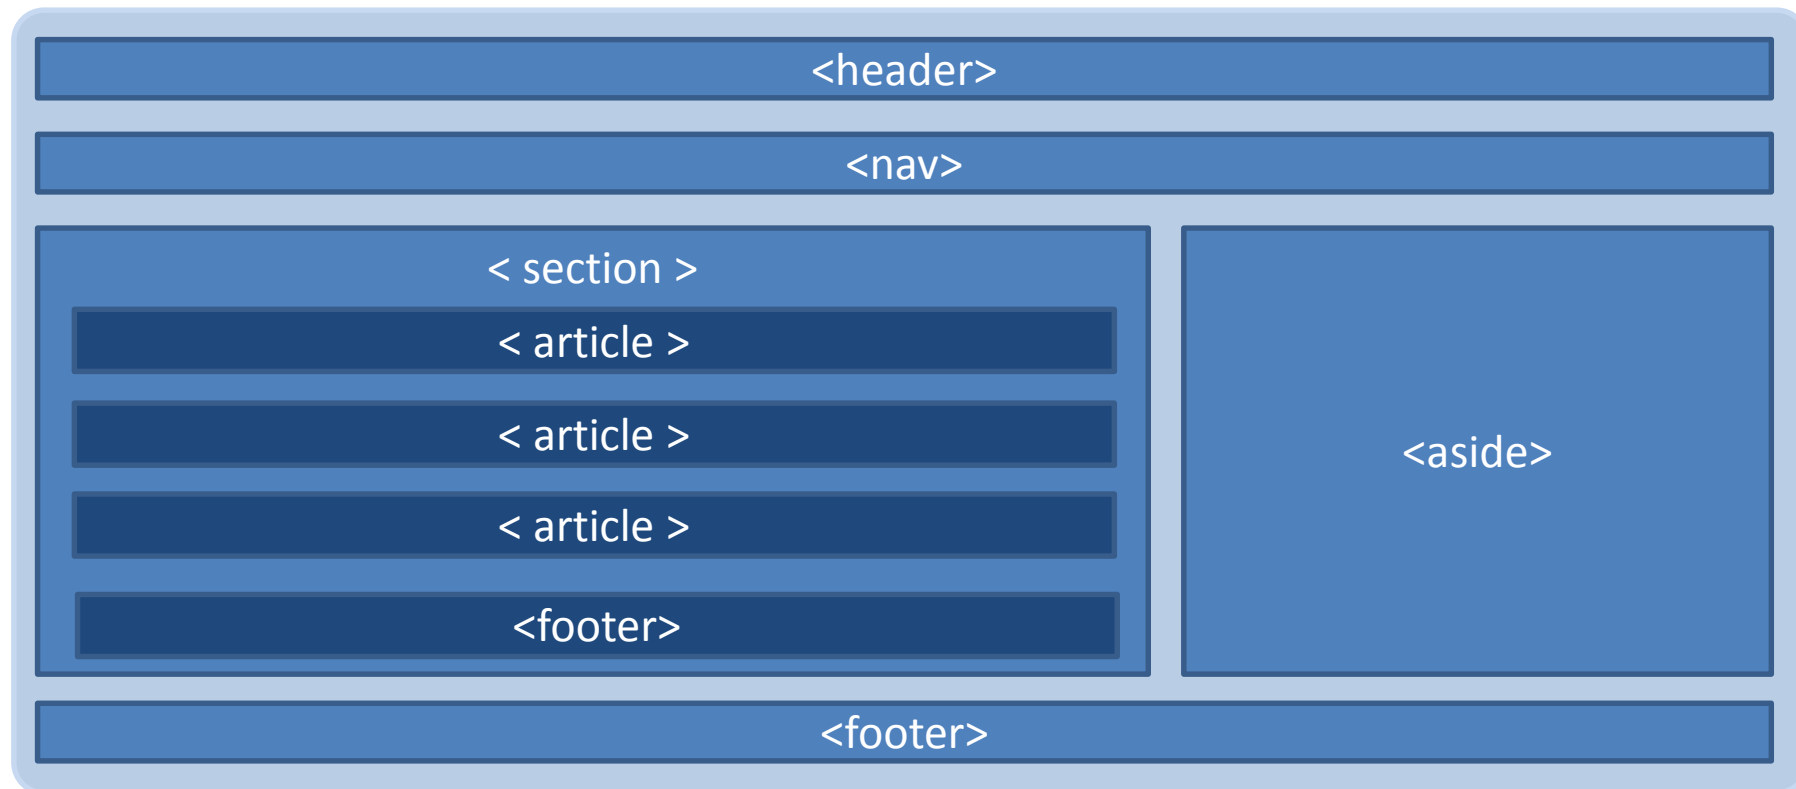 <header>
<nav>
< section >
< article >
< article >
< article >
<footer>
<aside>
<footer>